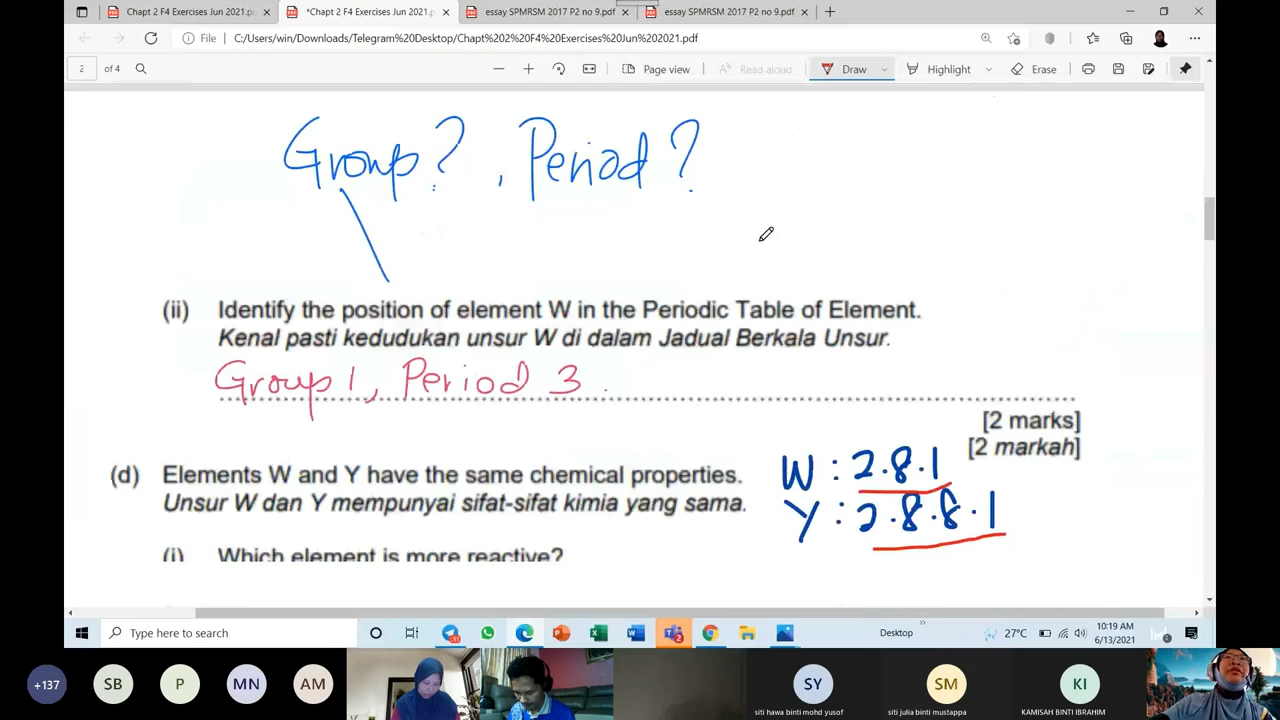 Chapt 2 F4 Exercises Jun 2021.pd
*Chapt 2 F4 Exercises Jun 2021.
essay SPMRSM 2017 P2 no 9.pdf
essay SPMRSM 2017 P2 no 9.pdf
File
C:/Users/win/Downloads/Telegram%20Desktop/Chapt%202%20F4%20Exercises%20Jun%202021.pdf
2 of 4
Page view
Read aloud
Draw
Highlight
Erase
Group? , Period?
(ii) Identify the position of element W in the Periodic Table of Element.
Kenal pasti kedudukan unsur W di dalam Jadual Berkala Unsur.
Group 1, Period 3.
[2 marks]
[2 markah]
(d) Elements W and Y have the same chemical properties.
W : 2.8.1
Unsur W dan Y mempunyai sifat-sifat kimia yang sama.
Y : 2.8.8.1
(i) Which element is more reactive?
Type here to search
Desktop
27°C
10:19 AM
6/13/2021
+137
SB
P
MN
AM
SY
SM
KI
siti hawa binti mohd yusof
siti julia binti mustappa
KAMISAH BINTI IBRAHIM